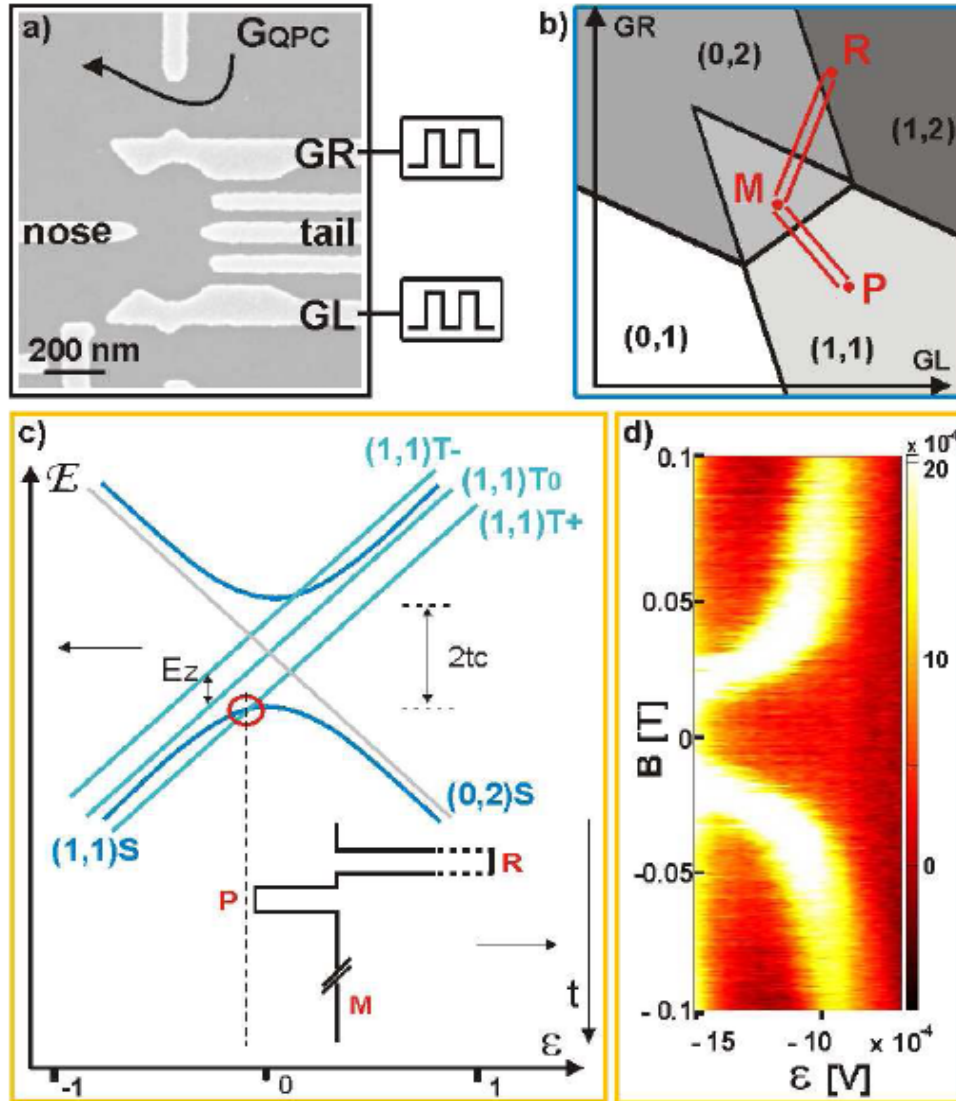 a)
GQPC
GR
nose
tail
GL
200 nm
b)
GR
(0,2)
R
(1,2)
M
P
(0,1)
(1,1)
GL
c)
ℰ
(1,1)T-
(1,1)T0
(1,1)T+
Ez
2tc
(1,1)S
(0,2)S
R
P
M
t
ε
-1
0
1
d)
20
10
0
0.1
0.05
0
-0.05
-0.1
B [T]
-15
-10
x 10⁻⁴
ε [V]